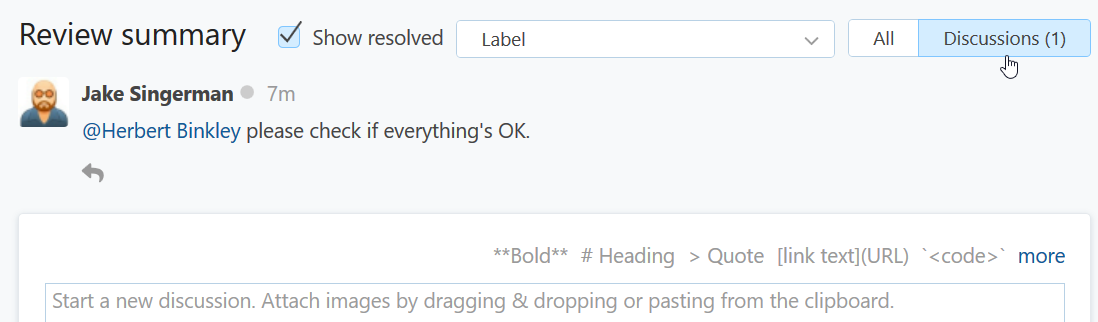 Review summary Show resolved Label All Discussions (1)
Jake Singerman 7m
@Herbert Binkley please check if everything's OK.
**Bold** # Heading > Quote [link text](URL) `<code>` more
Start a new discussion. Attach images by dragging & dropping or pasting from the clipboard.